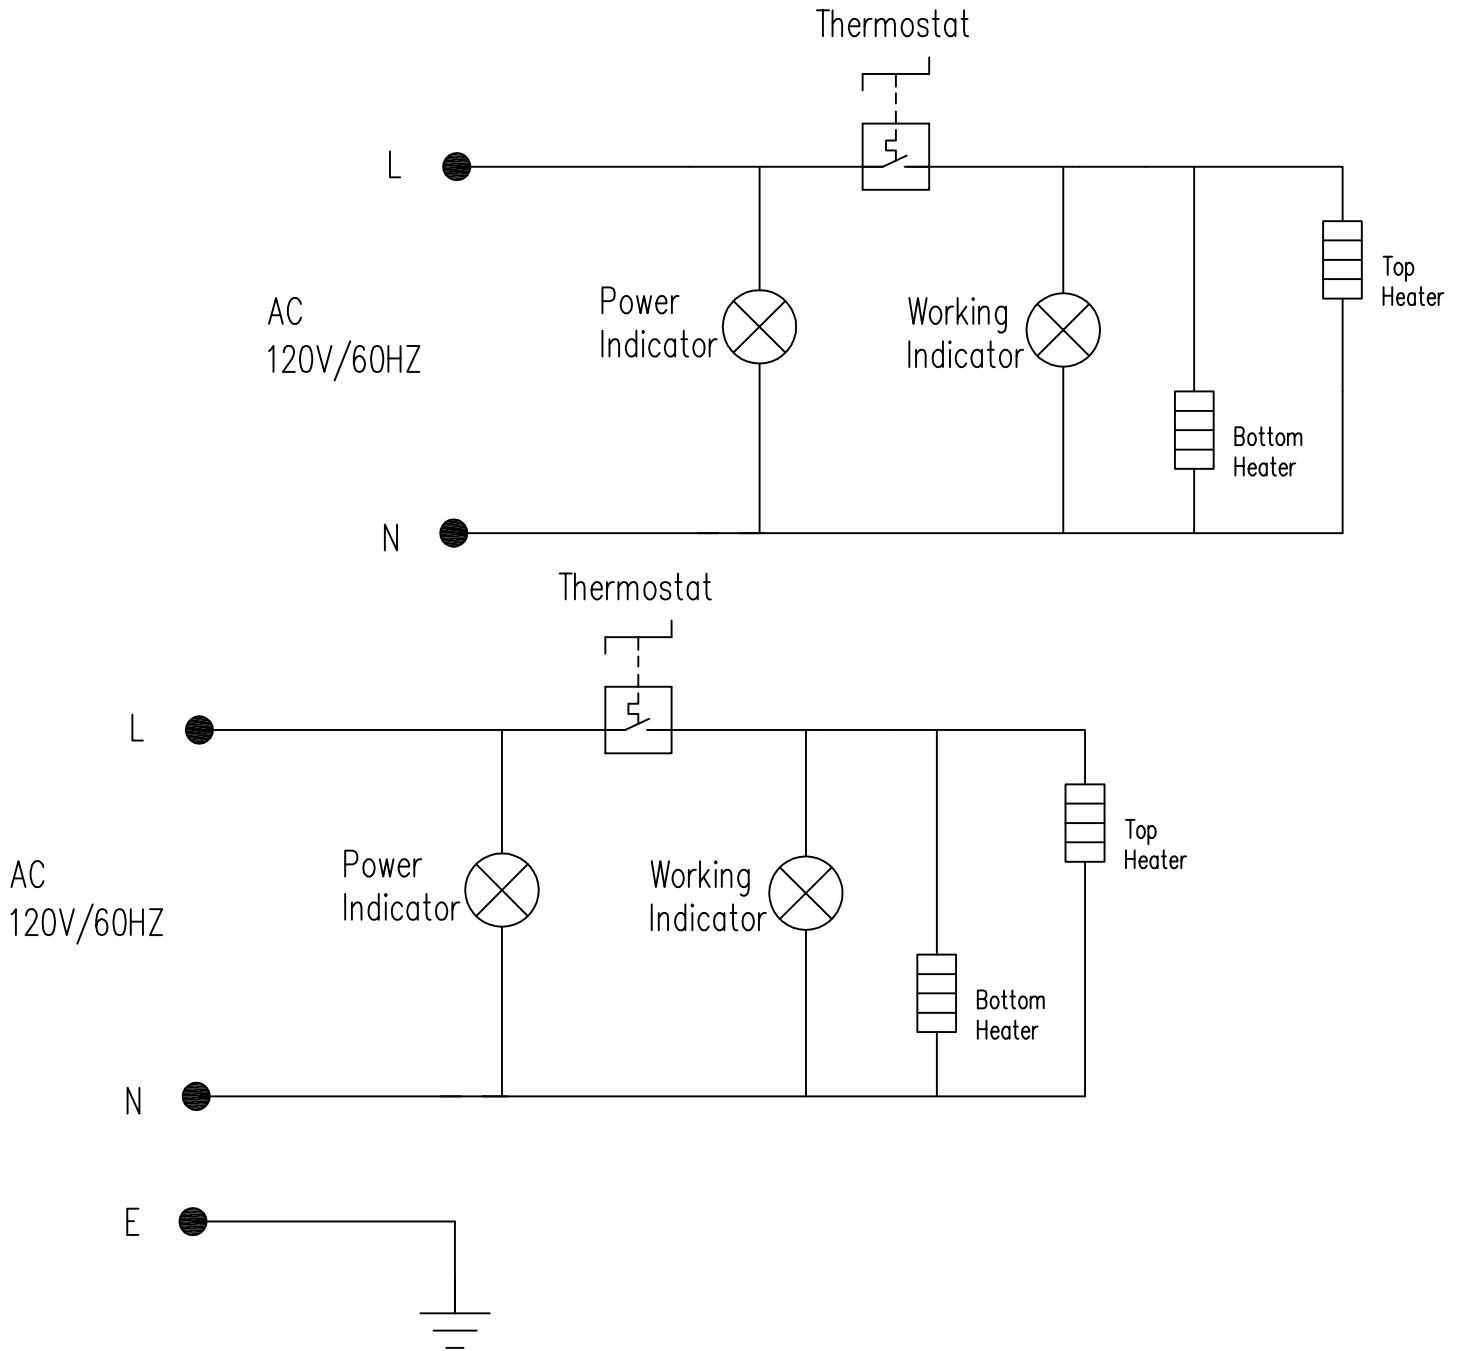 Thermostat
L
Power
Indicator
Working
Indicator
Top
Heater
AC
120V/60HZ
Bottom
Heater
N
Thermostat
L
Power
Indicator
Working
Indicator
Top
Heater
AC
120V/60HZ
Bottom
Heater
N
E